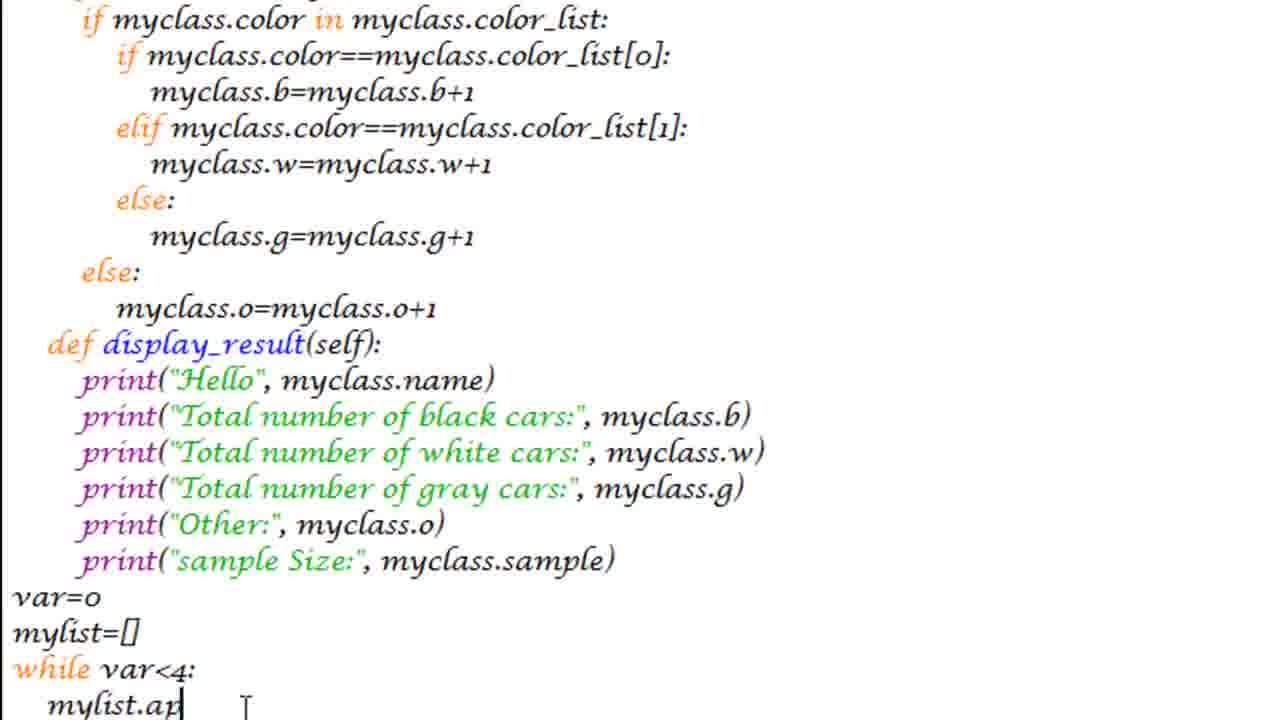 if myclass.color in myclass.color_list:
if myclass.color==myclass.color_list[0]:
myclass.b=myclass.b+1
elif myclass.color==myclass.color_list[1]:
myclass.w=myclass.w+1
else:
myclass.g=myclass.g+1
else:
myclass.o=myclass.o+1
def display_result(self):
print("Hello", myclass.name)
print("Total number of black cars:", myclass.b)
print("Total number of white cars:", myclass.w)
print("Total number of gray cars:", myclass.g)
print("Other:", myclass.o)
print("sample Size:", myclass.sample)
var=0
mylist=[]
while var<4:
mylist.ap